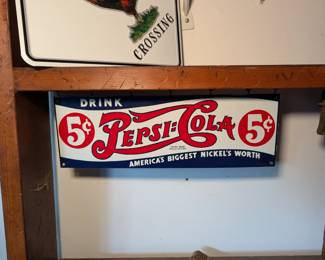 CROSSING
DRINK
5¢ PEPSI=COLA 5¢
AMERICA'S BIGGEST NICKEL'S WORTH